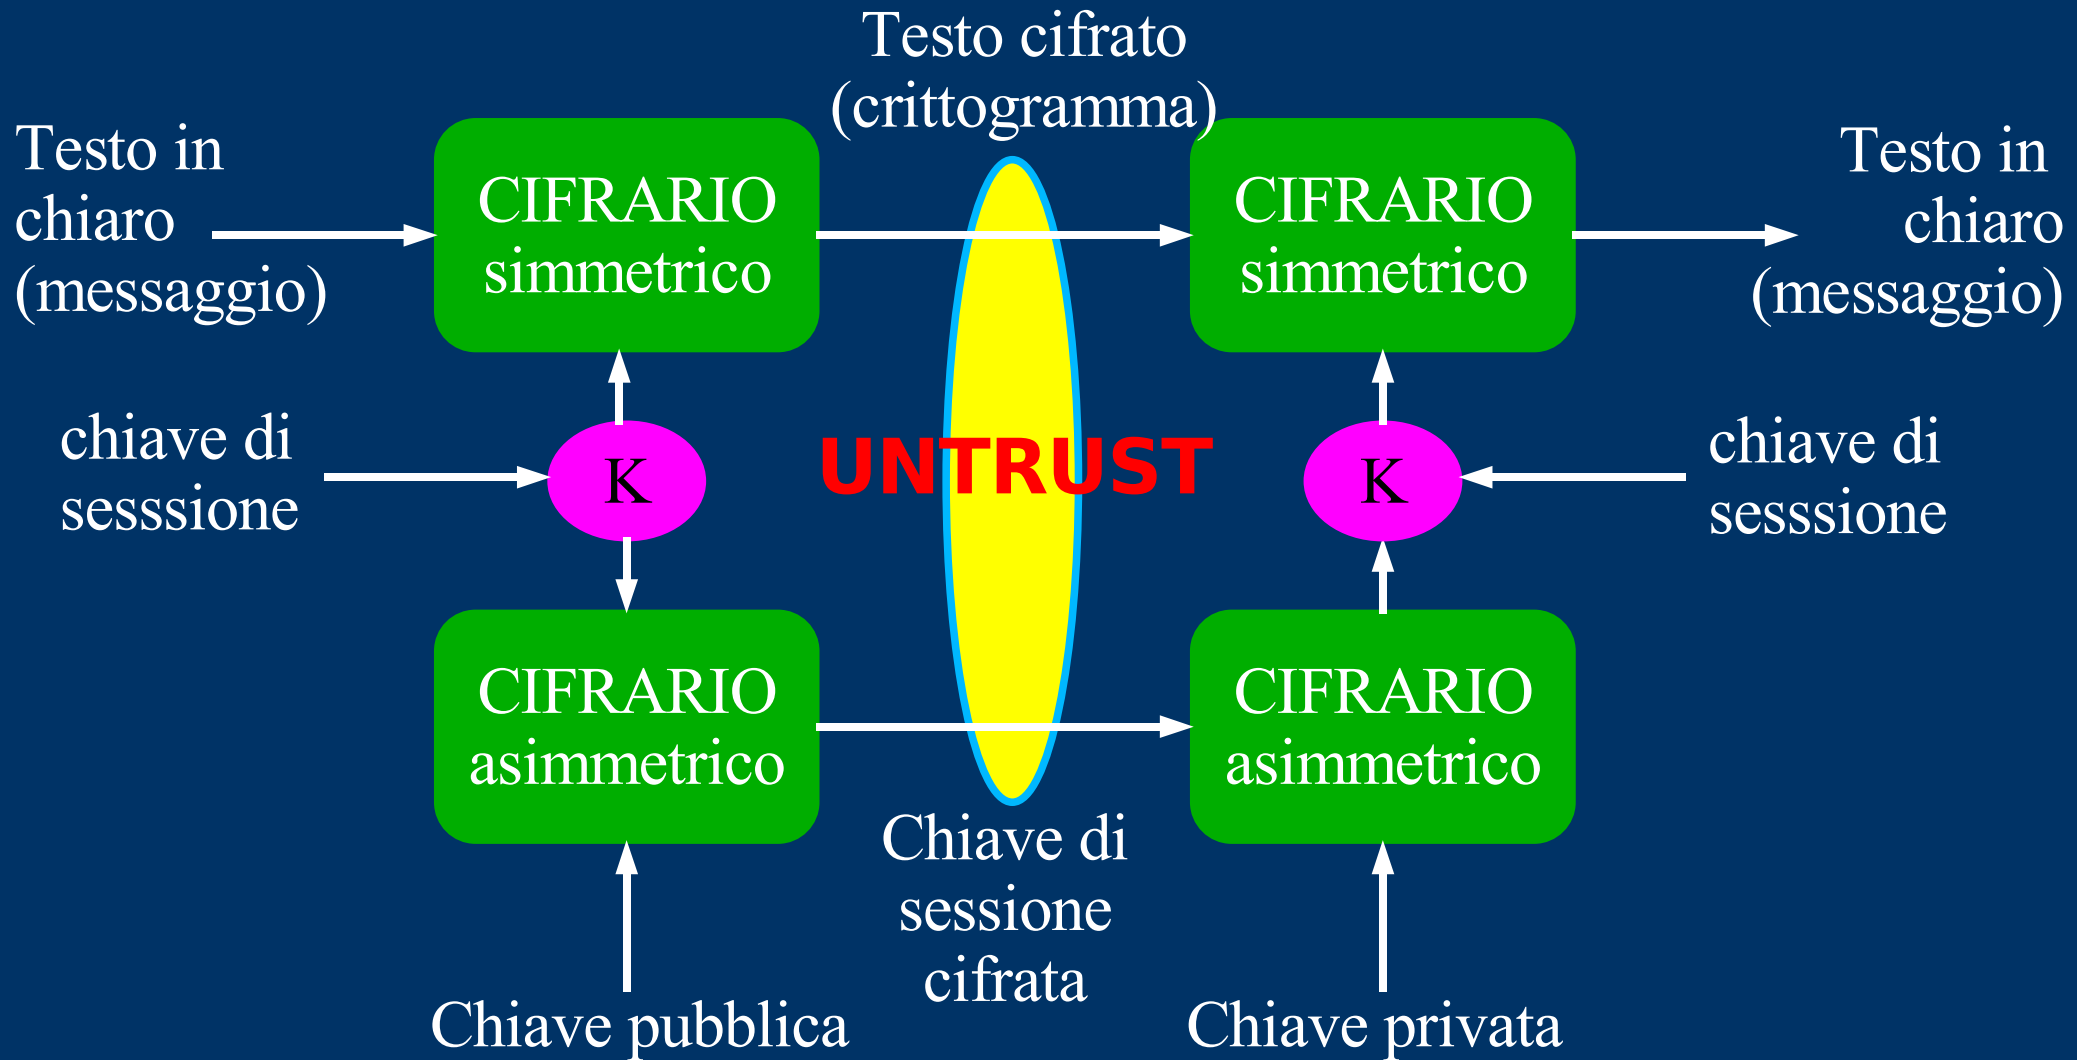 Testo cifrato
(crittogramma)
Testo in
chiaro
(messaggio)
CIFRARIO
simmetrico
CIFRARIO
simmetrico
Testo in
chiaro
(messaggio)
chiave di
sesssione
K
UNTRUST
K
chiave di
sesssione
CIFRARIO
asimmetrico
CIFRARIO
asimmetrico
Chiave di
sessione
cifrata
Chiave pubblica
Chiave privata